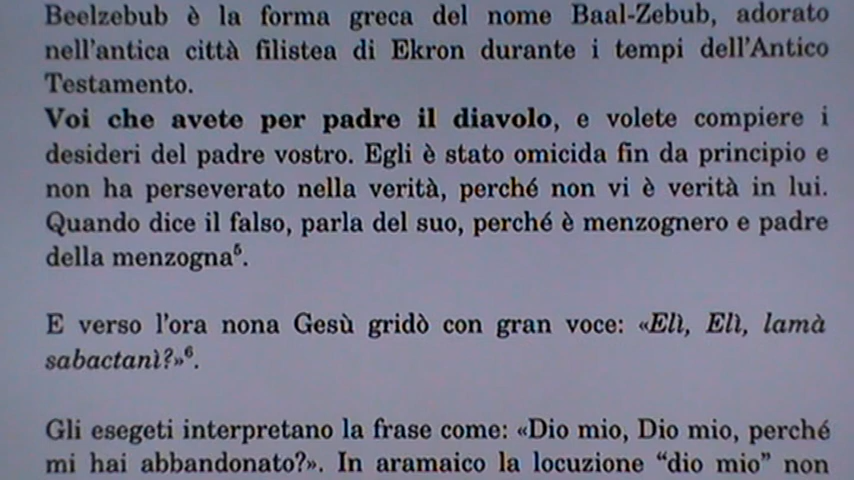 Beelzebub è la forma greca del nome Baal-Zebub, adorato
nell'antica città filistea di Ekron durante i tempi dell'Antico
Testamento.
Voi che avete per padre il diavolo, e volete compiere i
desideri del padre vostro. Egli è stato omicida fin da principio e
non ha perseverato nella verità, perché non vi è verità in lui.
Quando dice il falso, parla del suo, perché è menzognero e padre
della menzogna⁵.
E verso l'ora nona Gesù gridò con gran voce: «Elì, Elì, lamà
sabactanì?»⁶.
Gli esegeti interpretano la frase come: «Dio mio, Dio mio, perché
mi hai abbandonato?». In aramaico la locuzione “dio mio” non